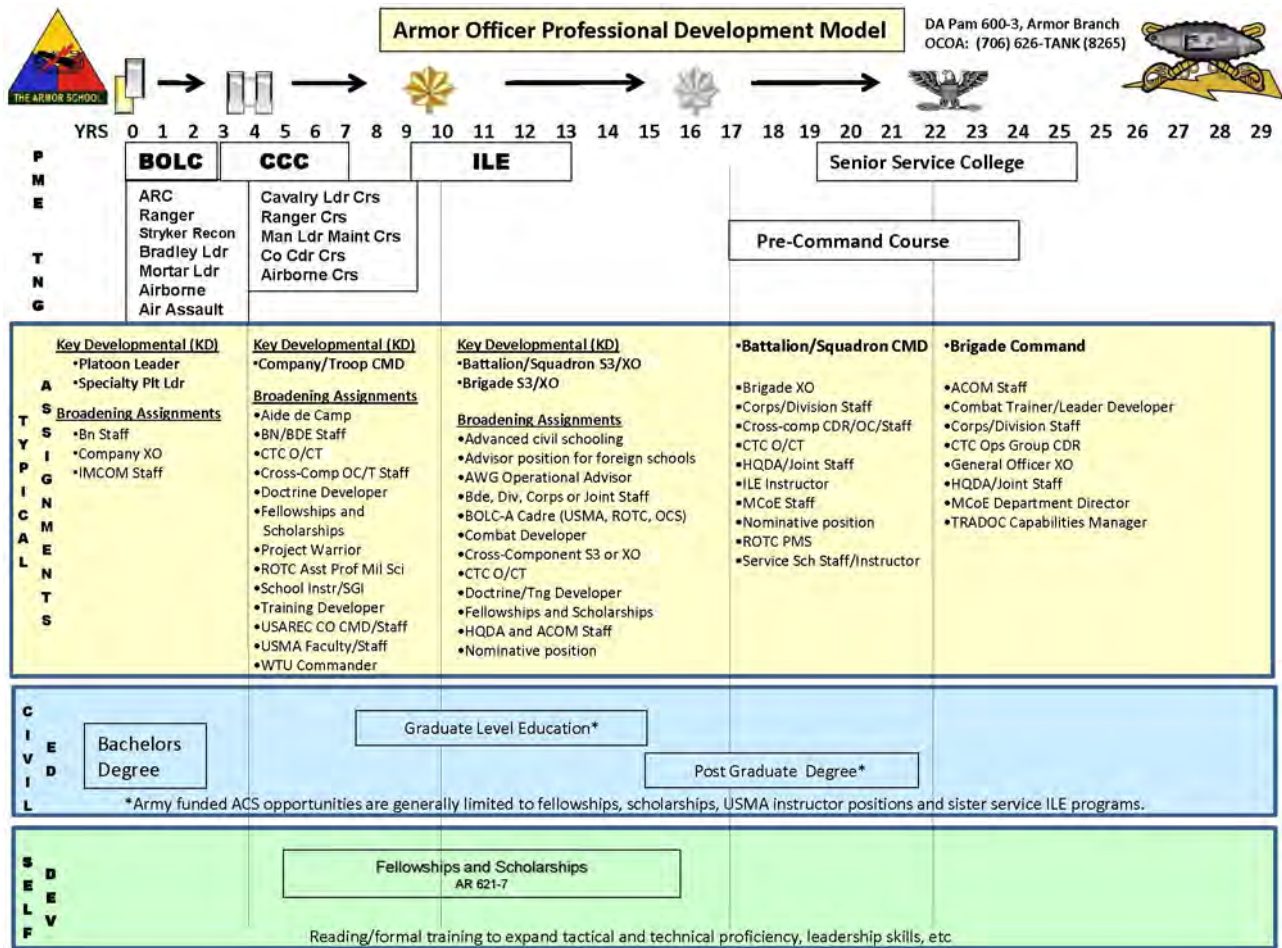 Armor Officer Professional Development Model
DA Pam 600-3, Armor Branch
OCOA: (706) 626-TANK (8265)
THE ARMOR SCHOOL
YRS 0 1 2 3 4 5 6 7 8 9 10 11 12 13 14 15 16 17 18 19 20 21 22 23 24 25 26 27 28 29
PME TNG
BOLC
CCC
ILE
Senior Service College
ARC
Ranger
Stryker Recon
Bradley Ldr
Mortar Ldr
Airborne
Air Assault
Cavalry Ldr Crs
Ranger Crs
Man Ldr Maint Crs
Co Cdr Crs
Airborne Crs
Pre-Command Course
TYPICAL ASSIGNMENTS
Key Developmental (KD)
•Platoon Leader
•Specialty Plt Ldr
Broadening Assignments
•Bn Staff
•Company XO
•IMCOM Staff
Key Developmental (KD)
•Company/Troop CMD
Broadening Assignments
•Aide de Camp
•BN/BDE Staff
•CTC O/CT
•Cross-Comp OC/T Staff
•Doctrine Developer
•Fellowships and
Scholarships
•Project Warrior
•ROTC Asst Prof Mil Sci
•School Instr/SGI
•Training Developer
•USAREC CO CMD/Staff
•USMA Faculty/Staff
•WTU Commander
Key Developmental (KD)
•Battalion/Squadron S3/XO
•Brigade S3/XO
Broadening Assignments
•Advanced civil schooling
•Advisor position for foreign schools
•AWG Operational Advisor
•Bde, Div, Corps or Joint Staff
•BOLC-A Cadre (USMA, ROTC, OCS)
•Combat Developer
•Cross-Component S3 or XO
•CTC O/CT
•Doctrine/Tng Developer
•Fellowships and Scholarships
•HQDA and ACOM Staff
•Nominative position
•Battalion/Squadron CMD
•Brigade XO
•Corps/Division Staff
•Cross-comp CDR/OC/Staff
•CTC O/CT
•HQDA/Joint Staff
•ILE Instructor
•MCoE Staff
•Nominative position
•ROTC PMS
•Service Sch Staff/Instructor
•Brigade Command
•ACOM Staff
•Combat Trainer/Leader Developer
•Corps/Division Staff
•CTC Ops Group CDR
•General Officer XO
•HQDA/Joint Staff
•MCoE Department Director
•TRADOC Capabilities Manager
CIVIL ED
Bachelors
Degree
Graduate Level Education*
Post Graduate Degree*
*Army funded ACS opportunities are generally limited to fellowships, scholarships, USMA instructor positions and sister service ILE programs.
SELF DEV
Fellowships and Scholarships
AR 621-7
Reading/formal training to expand tactical and technical proficiency, leadership skills, etc